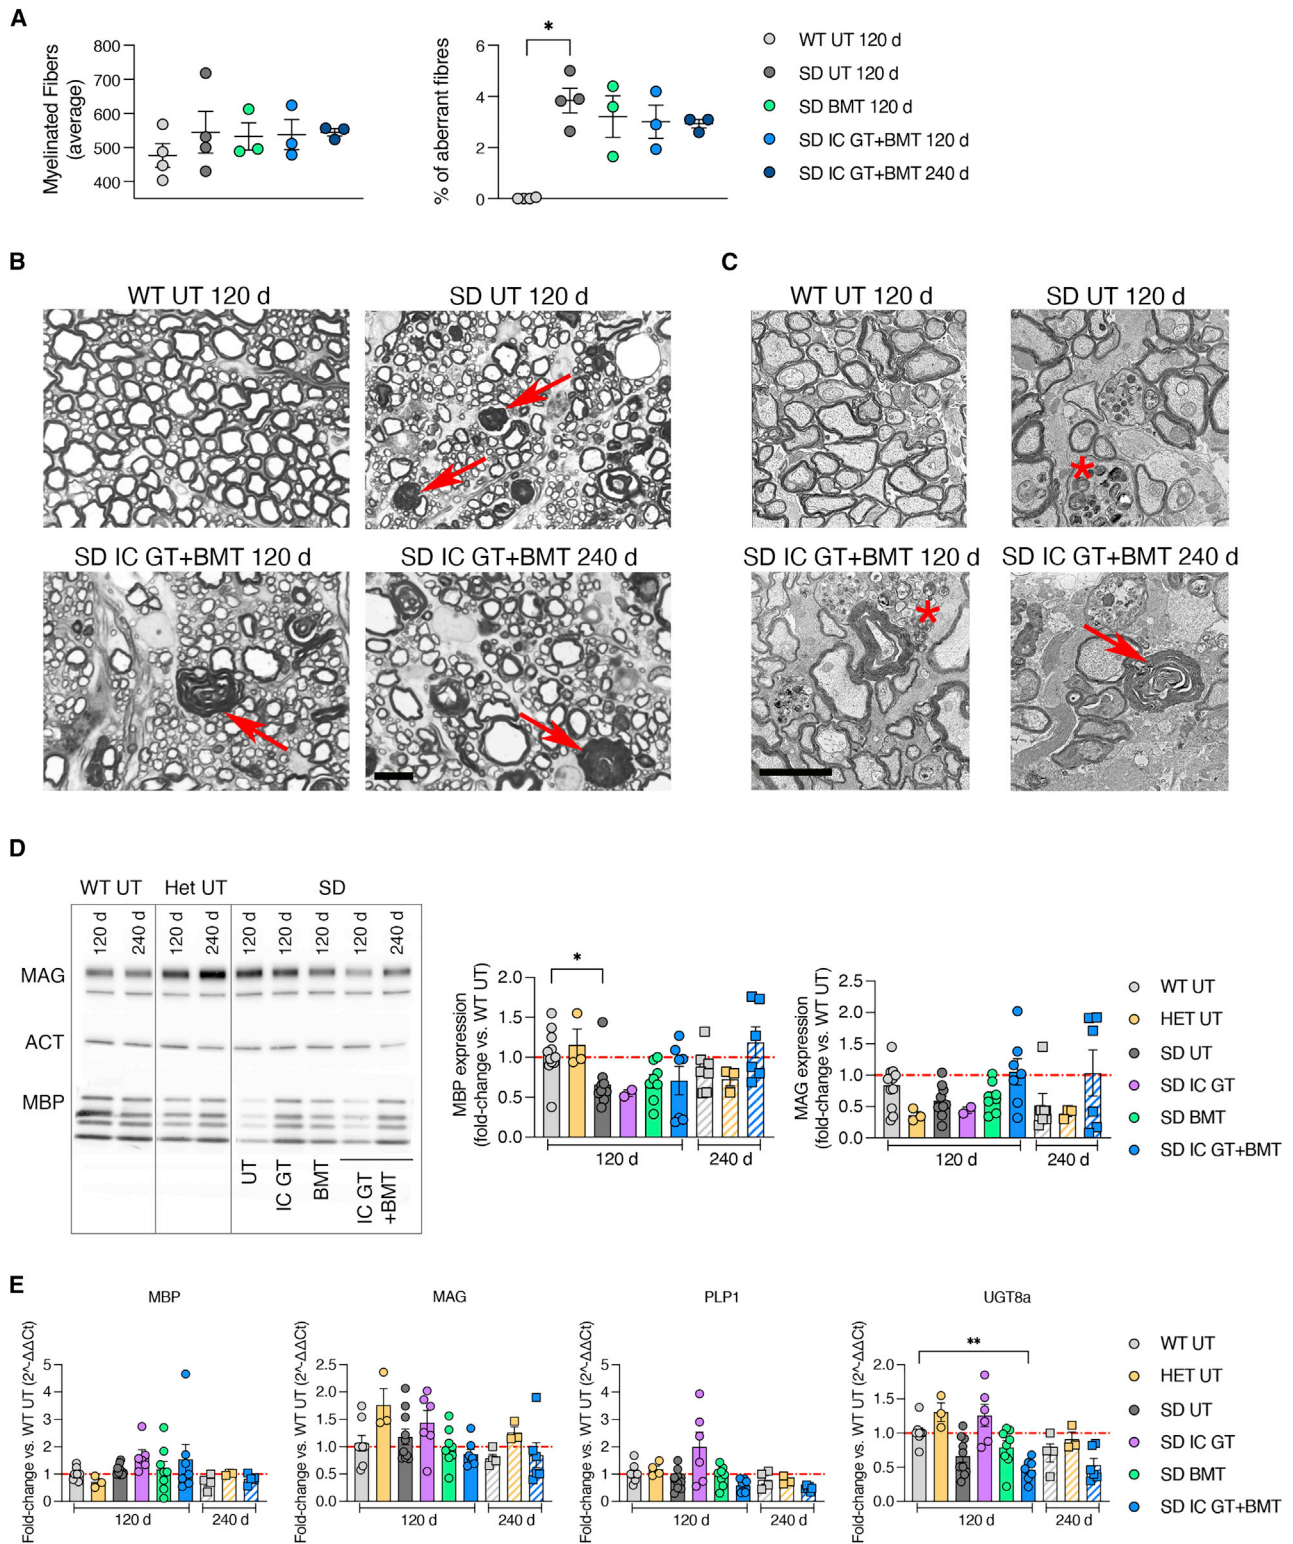 A
Myelinated Fibers
(average)
800
700
600
500
400
% of aberrant fibres
6
4
2
0
*
WT UT 120 d
SD UT 120 d
SD BMT 120 d
SD IC GT+BMT 120 d
SD IC GT+BMT 240 d
B
WT UT 120 d
SD UT 120 d
SD IC GT+BMT 120 d
SD IC GT+BMT 240 d
C
WT UT 120 d
SD UT 120 d
*
SD IC GT+BMT 120 d
SD IC GT+BMT 240 d
*
D
WT UT
Het UT
SD
120 d
240 d
120 d
240 d
120 d
120 d
120 d
120 d
240 d
MAG
ACT
MBP
UT
IC GT
BMT
IC GT
+BMT
MBP expression
(fold-change vs. WT UT)
2.0
1.5
1.0
0.5
0.0
*
120 d
240 d
MAG expression
(fold-change vs. WT UT)
2.5
2.0
1.5
1.0
0.5
0.0
120 d
240 d
WT UT
HET UT
SD UT
SD IC GT
SD BMT
SD IC GT+BMT
E
MBP
Fold-change vs. WT UT (2^-ΔΔCt)
5
4
3
2
1
0
120 d
240 d
MAG
Fold-change vs. WT UT (2^-ΔΔCt)
2.5
2.0
1.5
1.0
0.5
0.0
120 d
240 d
PLP1
Fold-change vs. WT UT (2^-ΔΔCt)
5
4
3
2
1
0
120 d
240 d
UGT8a
Fold-change vs. WT UT (2^-ΔΔCt)
2.0
1.5
1.0
0.5
0.0
**
120 d
240 d
WT UT
HET UT
SD UT
SD IC GT
SD BMT
SD IC GT+BMT